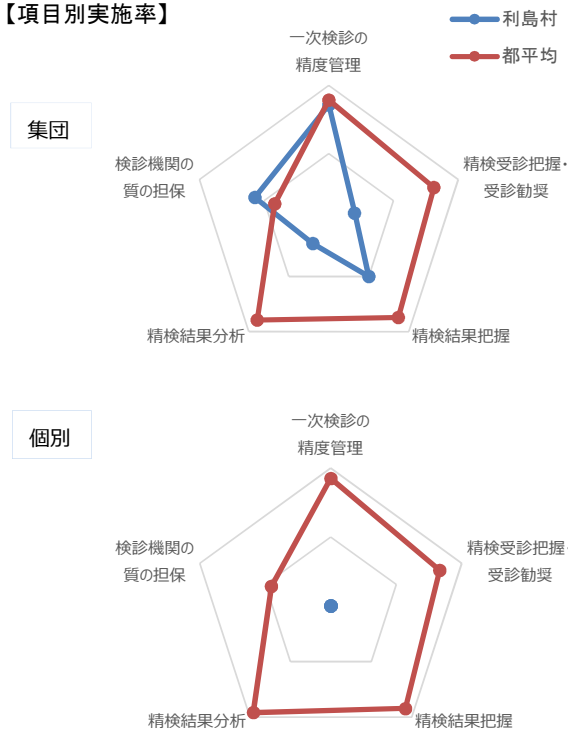 【項目別実施率】
利島村
都平均
集団
一次検診の
精度管理
検診機関の
質の担保
精検受診把握・
受診勧奨
精検結果分析
精検結果把握
個別
一次検診の
精度管理
検診機関の
質の担保
精検受診把握・
受診勧奨
精検結果分析
精検結果把握